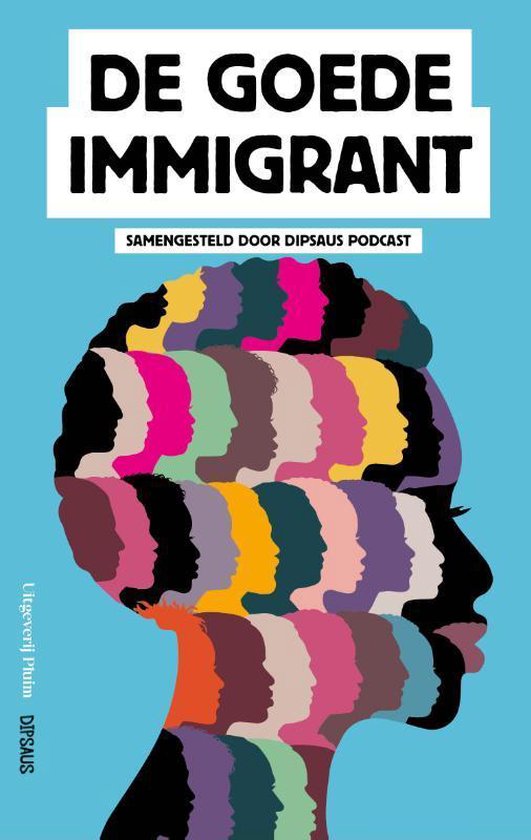 DE GOEDE
IMMIGRANT
SAMENGESTELD DOOR DIPSAUS PODCAST
Uitgeverij Pluim
DIPSAUS